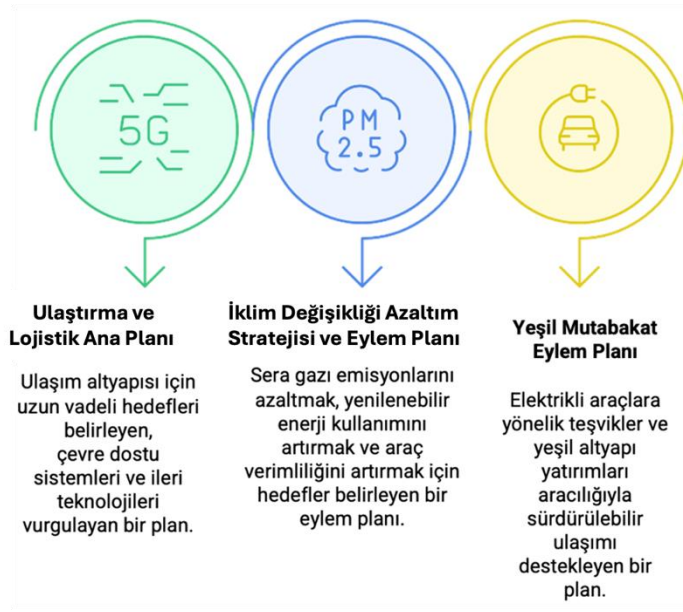 5G
PM
2.5
Ulaştırma ve
Lojistik Ana Planı
Ulaşım altyapısı için
uzun vadeli hedefleri
belirleyen,
çevre dostu
sistemleri ve ileri
teknolojileri
vurgulayan bir plan.
İklim Değişikliği Azaltım
Stratejisi ve Eylem Planı
Sera gazı emisyonlarını
azaltmak, yenilenebilir
enerji kullanımını
artırmak ve araç
verimliliğini artırmak için
hedefler belirleyen bir
eylem planı.
Yeşil Mutabakat
Eylem Planı
Elektrikli araçlara
yönelik teşvikler ve
yeşil altyapı
yatırımları
aracılığıyla
sürdürülebilir
ulaşımı
destekleyen bir
plan.